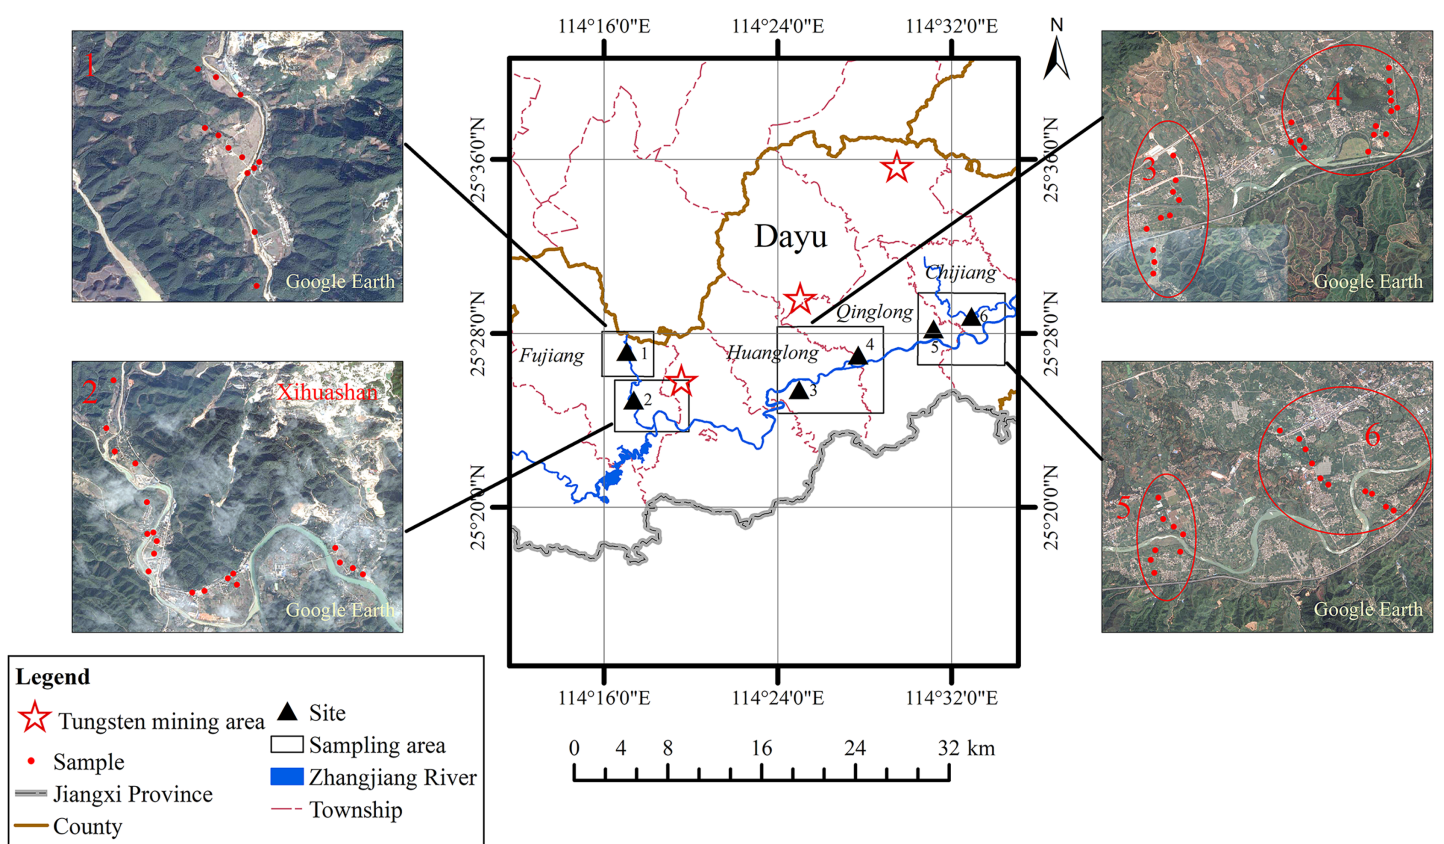 1
Google Earth
2
Xihuashan
Google Earth
114°16'0"E
114°24'0"E
114°32'0"E
N
25°36'0"N
25°28'0"N
25°20'0"N
Dayu
Chijiang
Qinglong
Huanglong
Fujiang
1
2
3
4
5
6
25°36'0"N
25°28'0"N
25°20'0"N
114°16'0"E
114°24'0"E
114°32'0"E
0 4 8 16 24 32 km
3
4
Google Earth
5
6
Google Earth
Legend
Tungsten mining area
Sample
Jiangxi Province
County
Site
Sampling area
Zhangjiang River
Township